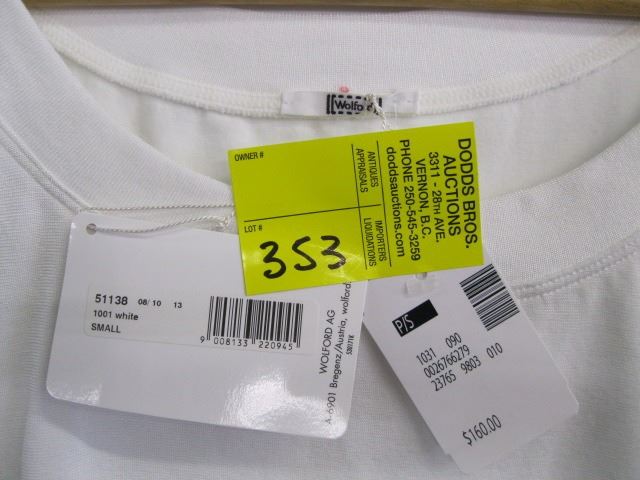 Wolford
OWNER #
LOT #
353
ANTIQUES
APPRAISALS
IMPORTERS
LIQUIDATIONS
DODDS BROS.
AUCTIONS
3311 - 28TH AVE.
VERNON, B.C.
PHONE 250-545-3259
doddsauctions.com
51138 08/ 10 13
1001 white
SMALL
9 008133 220945
WOLFORD AG
A-6901 Bregenz/Austria, wolford.
P/S
1031 090
0026766279
23765 9803 010
$160.00